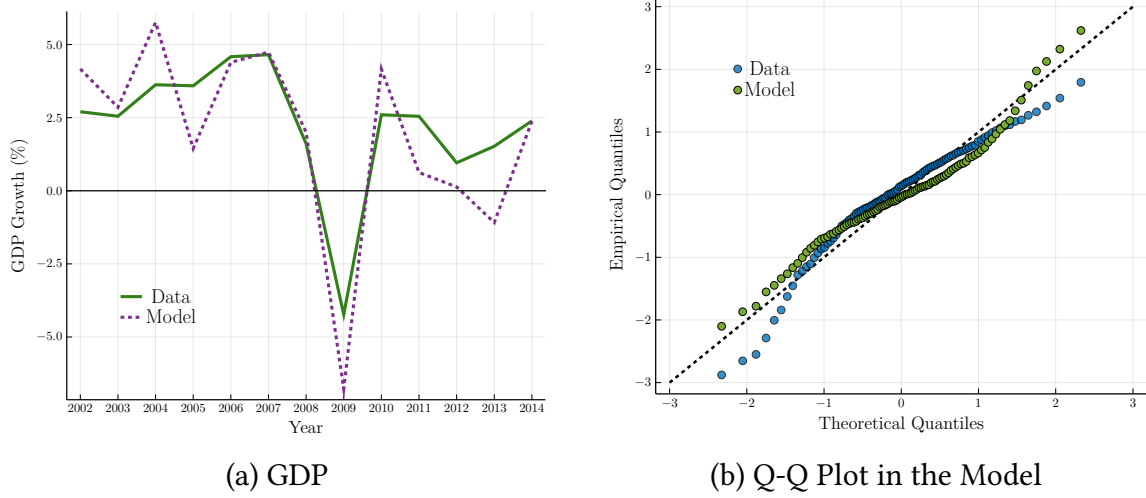 5.0
2.5
0.0
−2.5
−5.0
GDP Growth (%)
Data
Model
2002 2003 2004 2005 2006 2007 2008 2009 2010 2011 2012 2013 2014
Year
(a) GDP
3
2
1
0
−1
−2
−3
Empirical Quantiles
Data
Model
−3 −2 −1 0 1 2 3
Theoretical Quantiles
(b) Q-Q Plot in the Model